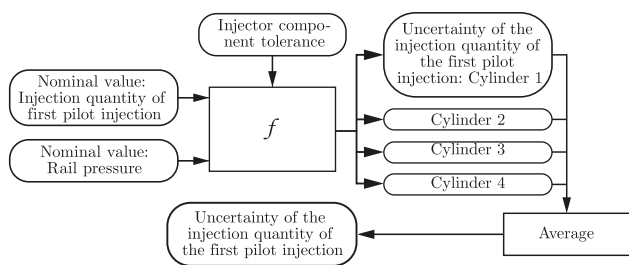 Injector compo-
nent tolerance
Uncertainty of the
injection quantity of
the first pilot
injection: Cylinder 1
Nominal value:
Injection quantity of
first pilot injection
f
Cylinder 2
Nominal value:
Rail pressure
Cylinder 3
Cylinder 4
Uncertainty of the
injection quantity of
the first pilot injection
Average